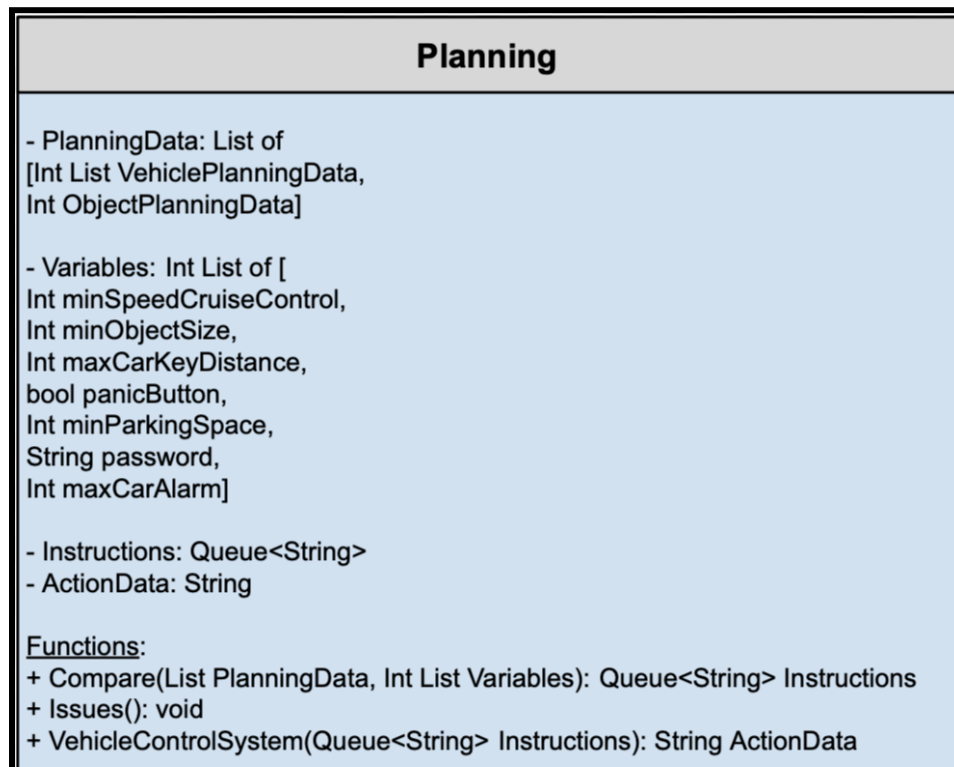 Planning
- PlanningData: List of
[Int List VehiclePlanningData,
Int ObjectPlanningData]
- Variables: Int List of [
Int minSpeedCruiseControl,
Int minObjectSize,
Int maxCarKeyDistance,
bool panicButton,
Int minParkingSpace,
String password,
Int maxCarAlarm]
- Instructions: Queue<String>
- ActionData: String
Functions:
+ Compare(List PlanningData, Int List Variables): Queue<String> Instructions
+ Issues(): void
+ VehicleControlSystem(Queue<String> Instructions): String ActionData